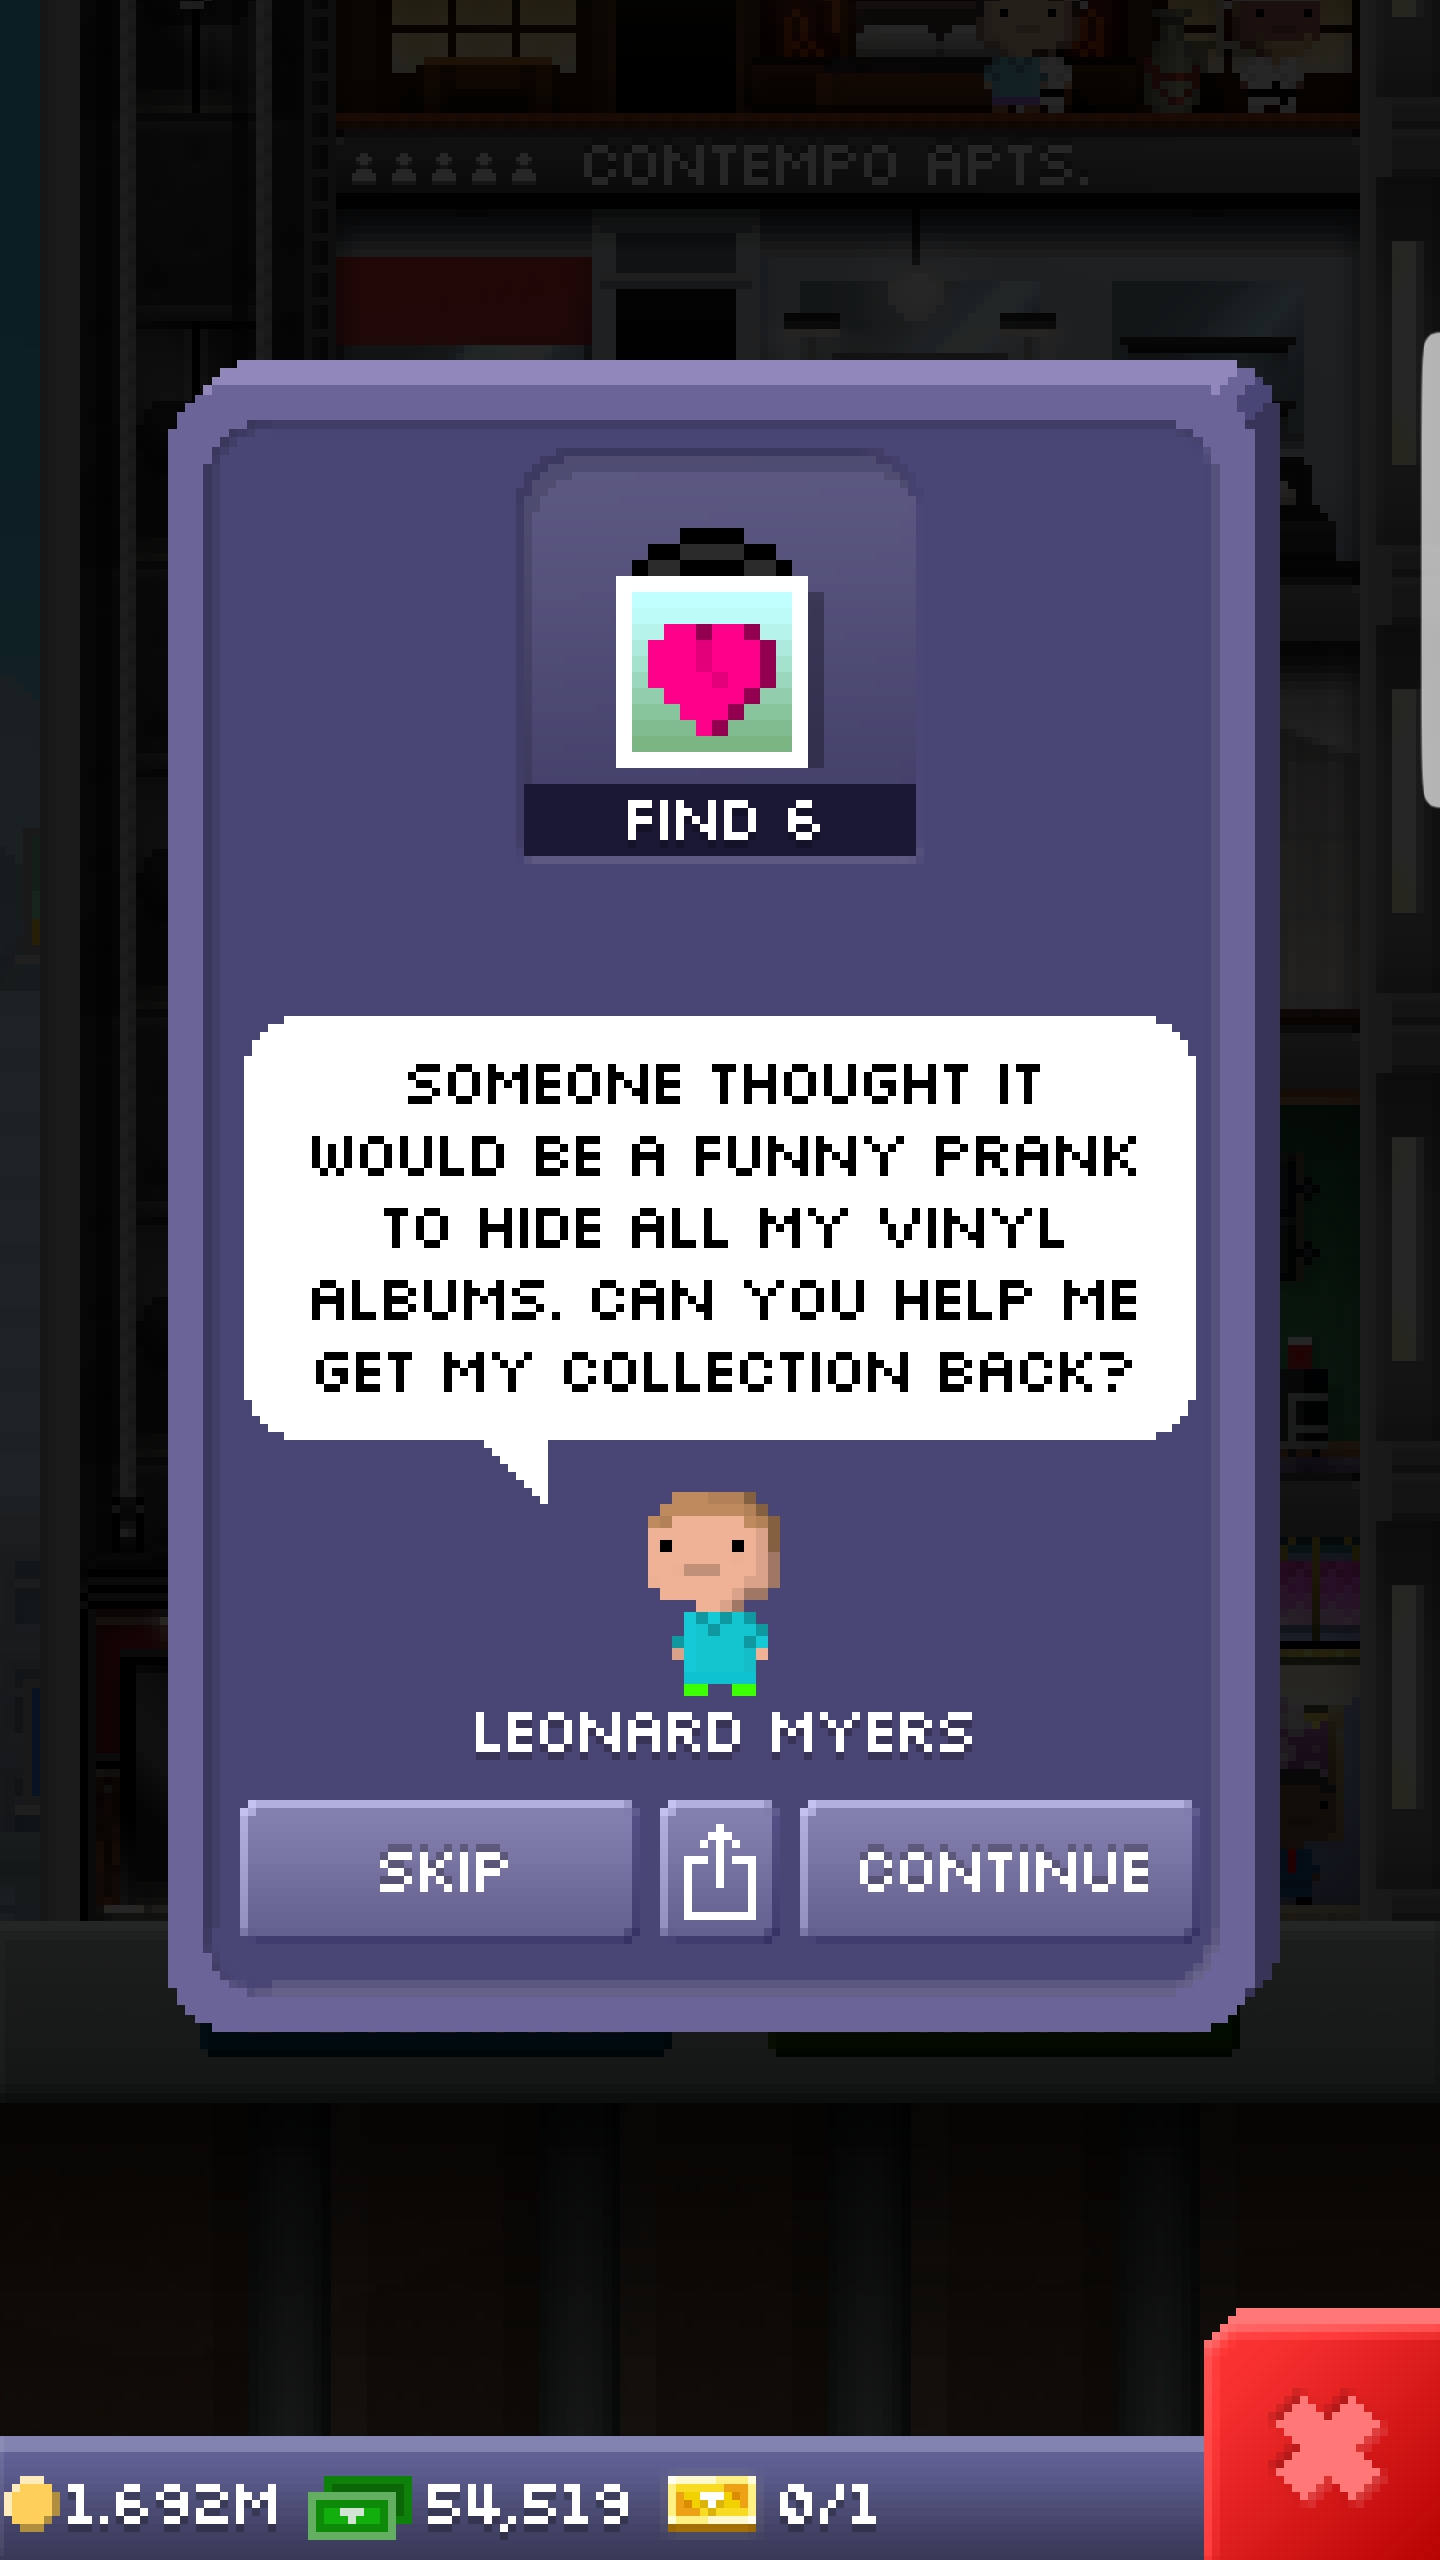 CONTEMPO APTS.
FIND 6
SOMEONE THOUGHT IT
WOULD BE A FUNNY PRANK
TO HIDE ALL MY VINYL
ALBUMS. CAN YOU HELP ME
GET MY COLLECTION BACK?
LEONARD MYERS
SKIP CONTINUE
1.692M 54,519 0/1